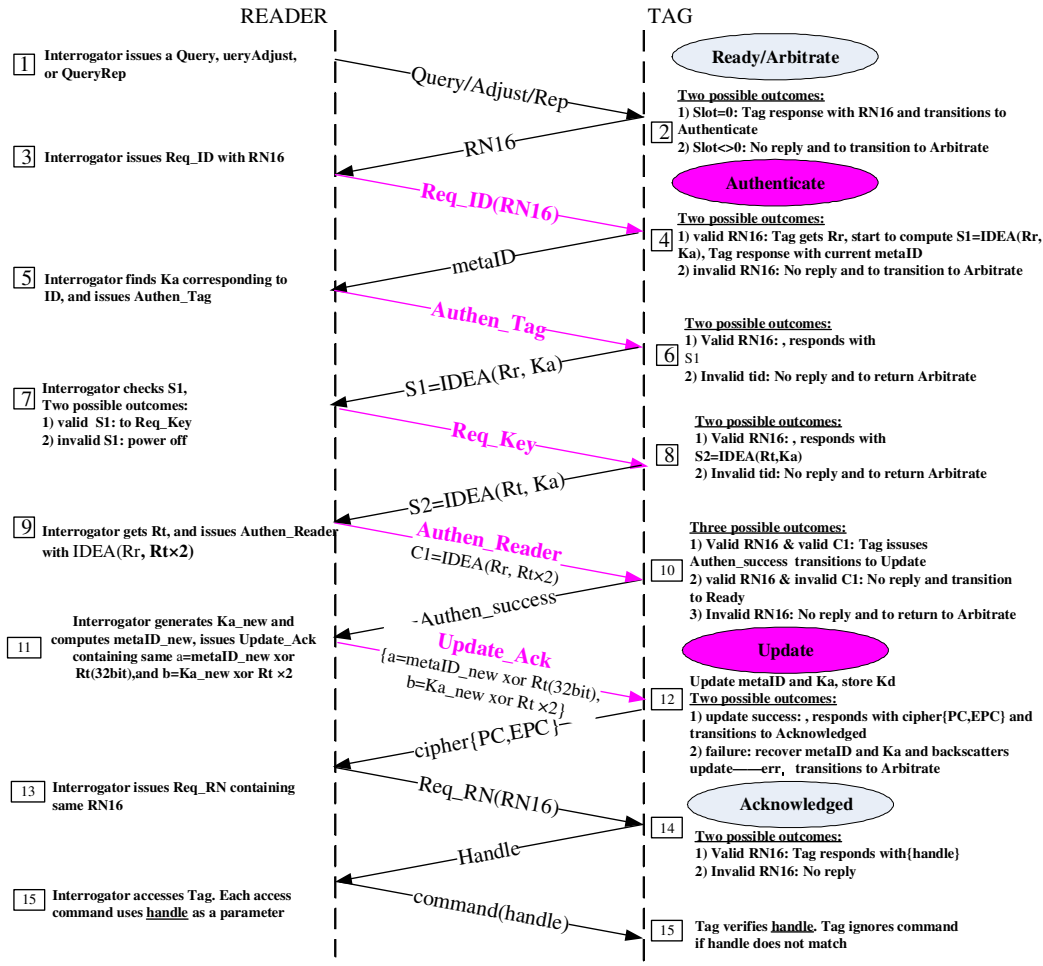 READER
TAG
1
Interrogator issues a Query, ueryAdjust,
or QueryRep
Query/Adjust/Rep
Ready/Arbitrate
Two possible outcomes:
1) Slot=0: Tag response with RN16 and transitions to
Authenticate
2) Slot<>0: No reply and to transition to Arbitrate
2
RN16
3
Interrogator issues Req_ID with RN16
Req_ID(RN16)
Authenticate
Two possible outcomes:
1) valid RN16: Tag gets Rr, start to compute S1=IDEA(Rr,
Ka), Tag response with current metaID
2) invalid RN16: No reply and to transition to Arbitrate
4
metaID
5
Interrogator finds Ka corresponding to
ID, and issues Authen_Tag
Authen_Tag
Two possible outcomes:
1) Valid RN16: , responds with
S1
2) Invalid tid: No reply and to return Arbitrate
6
S1=IDEA(Rr, Ka)
7
Interrogator checks S1,
Two possible outcomes:
1) valid S1: to Req_Key
2) invalid S1: power off
Req_Key
Two possible outcomes:
1) Valid RN16: , responds with
S2=IDEA(Rt,Ka)
2) Invalid tid: No reply and to return Arbitrate
8
S2=IDEA(Rt, Ka)
9
Interrogator gets Rt, and issues Authen_Reader
with IDEA(Rr, Rt×2)
Authen_Reader
C1=IDEA(Rr, Rt×2)
Three possible outcomes:
1) Valid RN16 & valid C1: Tag issuses
Authen_success transitions to Update
2) valid RN16 & invalid C1: No reply and transition
to Ready
3) Invalid RN16: No reply and to return to Arbitrate
10
Authen_success
11
Interrogator generates Ka_new and
computes metaID_new, issues Update_Ack
containing same a=metaID_new xor
Rt(32bit),and b=Ka_new xor Rt ×2
Update_Ack
{a=metaID_new xor Rt(32bit),
b=Ka_new xor Rt ×2}
Update
Update metaID and Ka, store Kd
Two possible outcomes:
1) update success: , responds with cipher{PC,EPC} and
transitions to Acknowledged
2) failure: recover metaID and Ka and backscatters
update——err, transitions to Arbitrate
12
cipher{PC,EPC}
13
Interrogator issues Req_RN containing
same RN16
Req_RN(RN16)
Acknowledged
14
Two possible outcomes:
1) Valid RN16: Tag responds with{handle}
2) Invalid RN16: No reply
Handle
15
Interrogator accesses Tag. Each access
command uses handle as a parameter
command(handle)
15
Tag verifies handle. Tag ignores command
if handle does not match